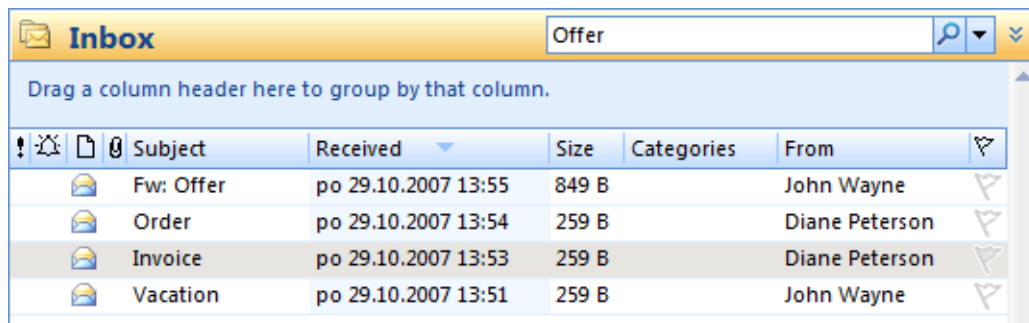 Inbox Offer
Drag a column header here to group by that column.
! Subject Received Size Categories From
Fw: Offer po 29.10.2007 13:55 849 B John Wayne
Order po 29.10.2007 13:54 259 B Diane Peterson
Invoice po 29.10.2007 13:53 259 B Diane Peterson
Vacation po 29.10.2007 13:51 259 B John Wayne